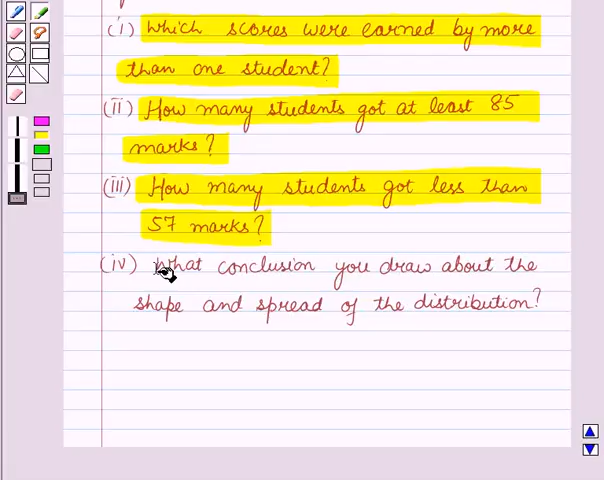 (i) Which scores were earned by more
than one student?
(ii) How many students got at least 85
marks?
(iii) How many students got less than
57 marks?
(iv) What conclusion you draw about the
shape and spread of the distribution?